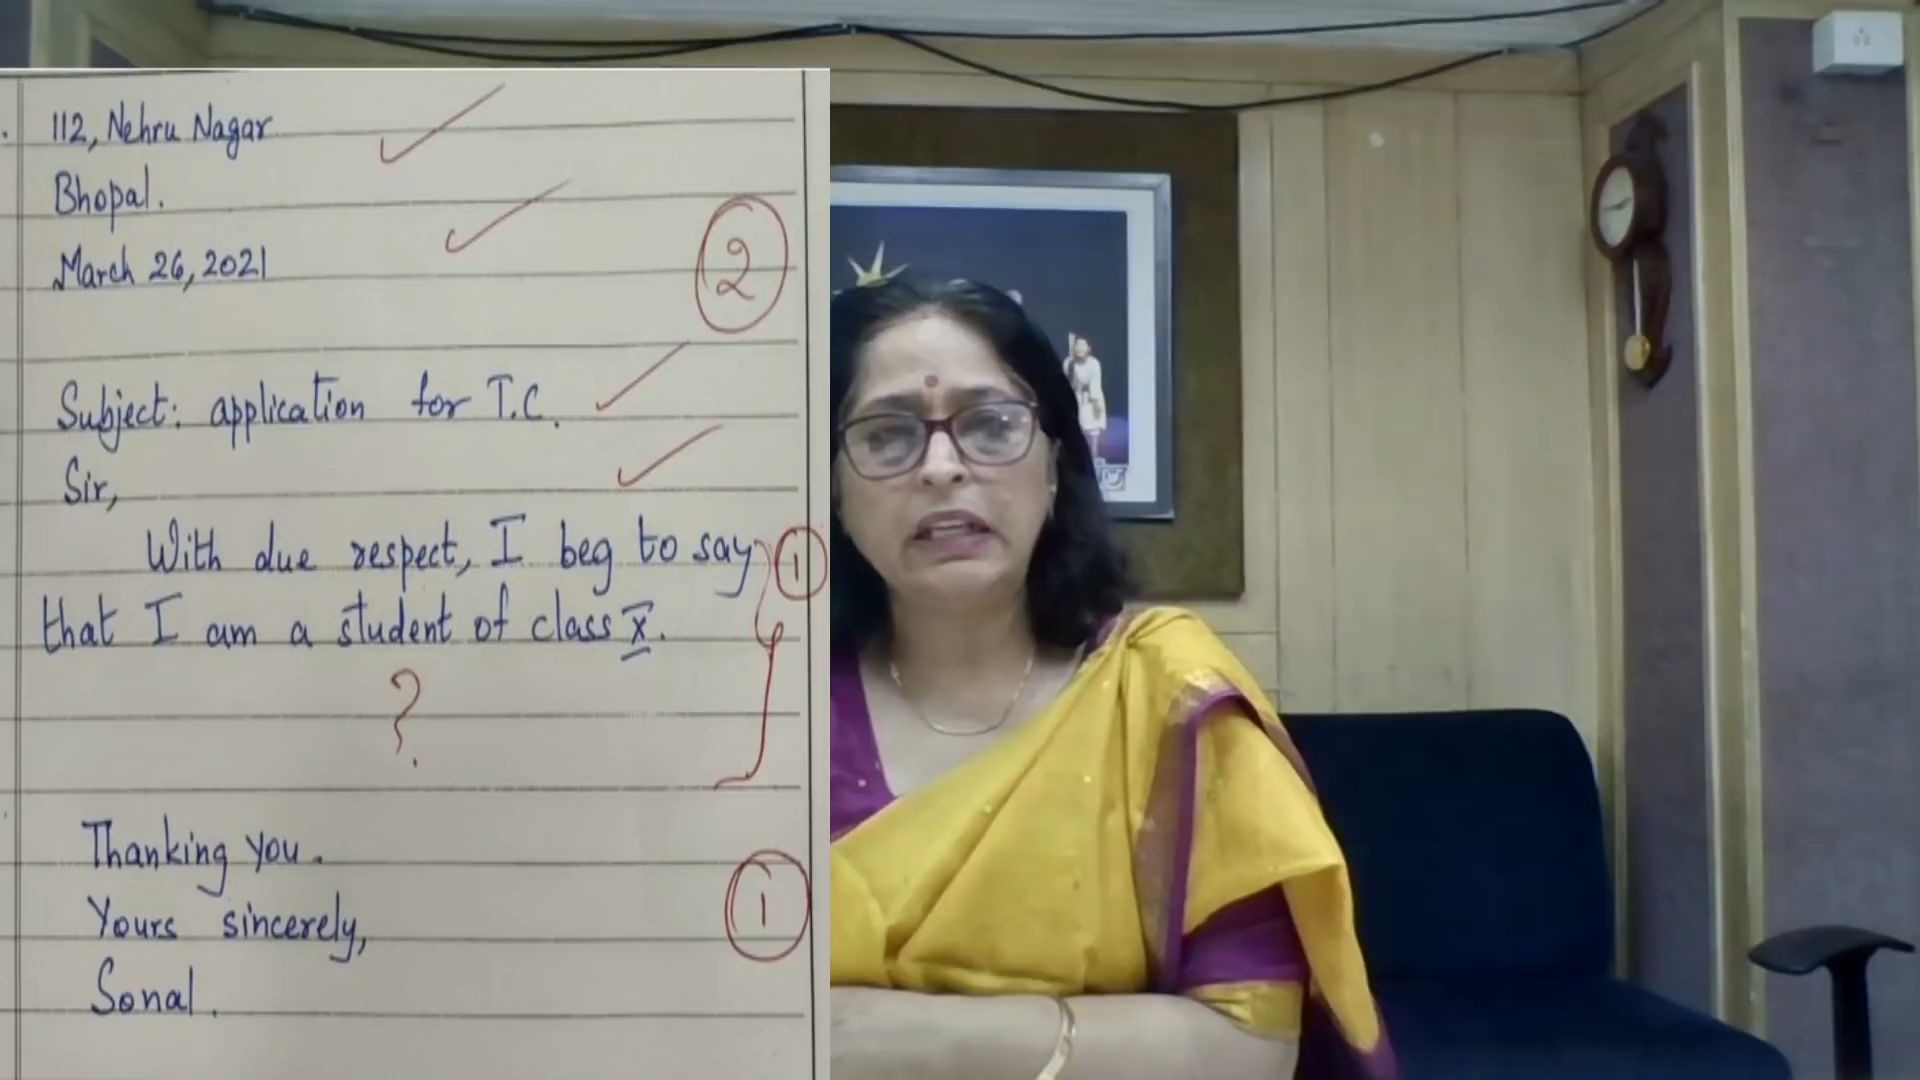 112, Nehru Nagar
Bhopal.
March 26, 2021
2
Subject: application for T.C.
Sir,
With due respect, I beg to say
1
that I am a student of class X.
?
Thanking you.
1
Yours sincerely,
Sonal.